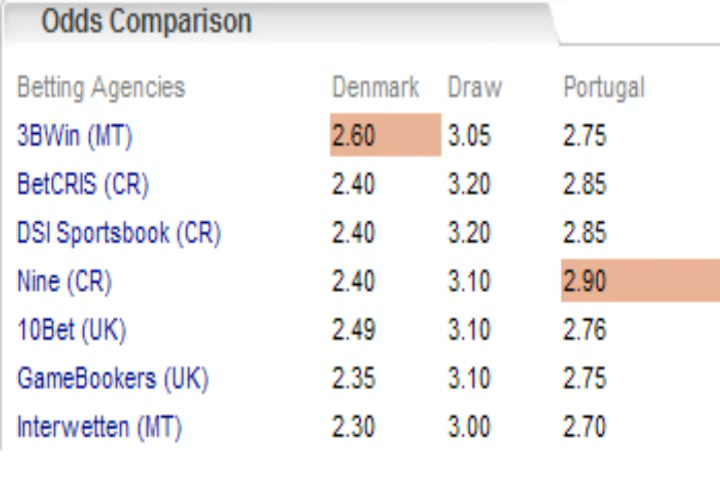 Odds Comparison
Betting Agencies Denmark Draw Portugal
3BWin (MT) 2.60 3.05 2.75
BetCRIS (CR) 2.40 3.20 2.85
DSI Sportsbook (CR) 2.40 3.20 2.85
Nine (CR) 2.40 3.10 2.90
10Bet (UK) 2.49 3.10 2.76
GameBookers (UK) 2.35 3.10 2.75
Interwetten (MT) 2.30 3.00 2.70